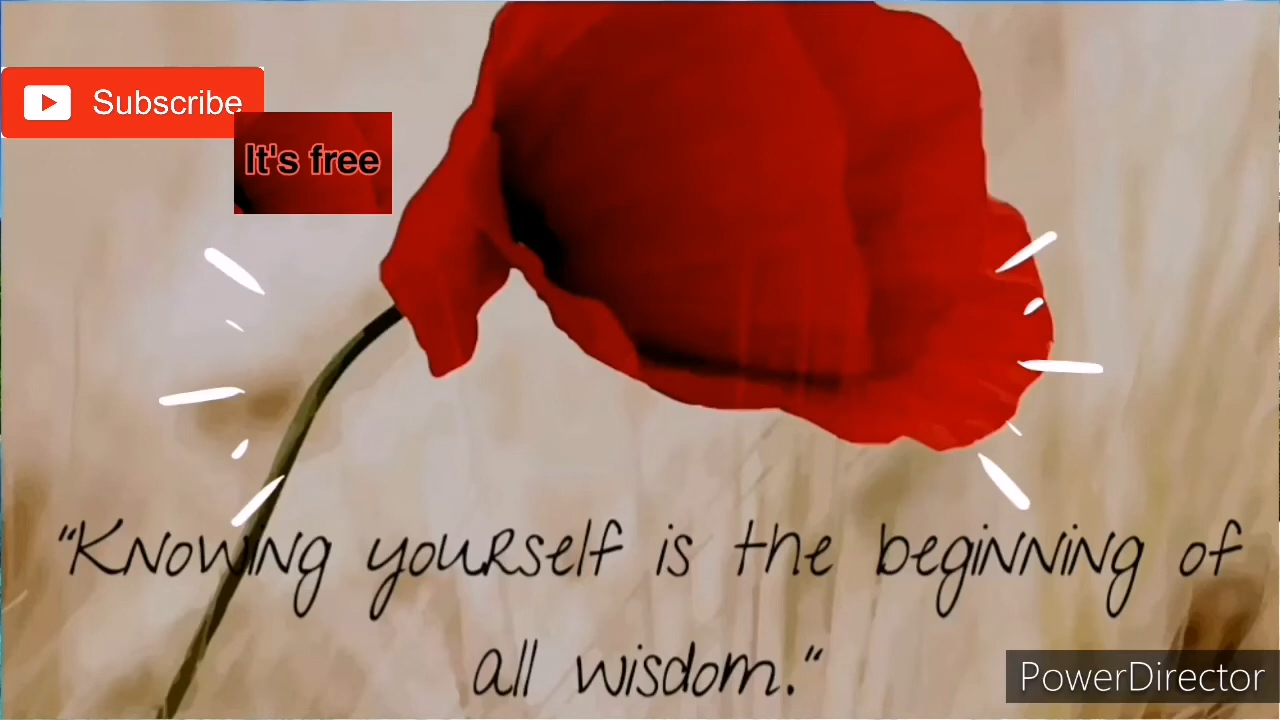 Subscribe
It's free
"Knowing yourself is the beginning of
all wisdom."
PowerDirector